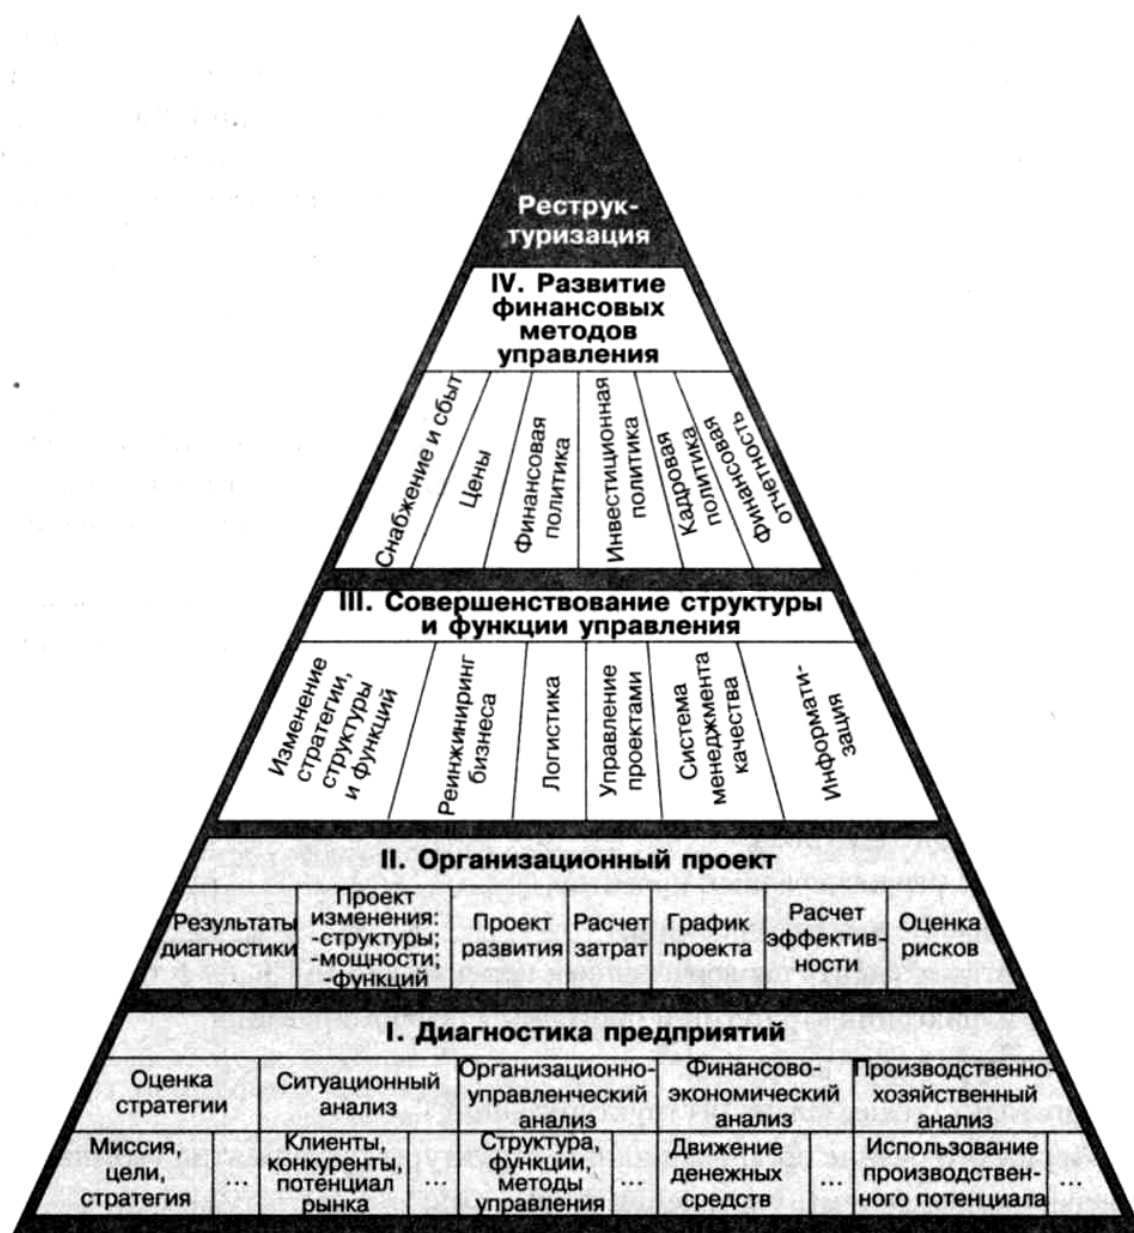 Реструк-
туризация
IV. Развитие
финансовых
методов
управления
Снабжение и сбыт
Цены
Финансовая
политика
Инвестиционная
политика
Кадровая
политика
Финансовая
отчетность
III. Совершенствование структуры
и функции управления
Изменение
стратегии,
структуры
и функций
Реинжиниринг
бизнеса
Логистика
Управление
проектами
Система
менеджмента
качества
Информати-
зация
II. Организационный проект
Результаты
диагностики
Проект
изменения:
-структуры;
-мощности;
-функций
Проект
развития
Расчет
затрат
График
проекта
Расчет
эффектив-
ности
Оценка
рисков
I. Диагностика предприятий
Оценка
стратегии
Ситуационный
анализ
Организационно-
управленческий
анализ
Финансово-
экономический
анализ
Производственно-
хозяйственный
анализ
Миссия,
цели,
стратегия
...
Клиенты,
конкуренты,
потенциал
рынка
...
Структура,
функции,
методы
управления
...
Движение
денежных
средств
...
Использование
производствен-
ного потенциала
...